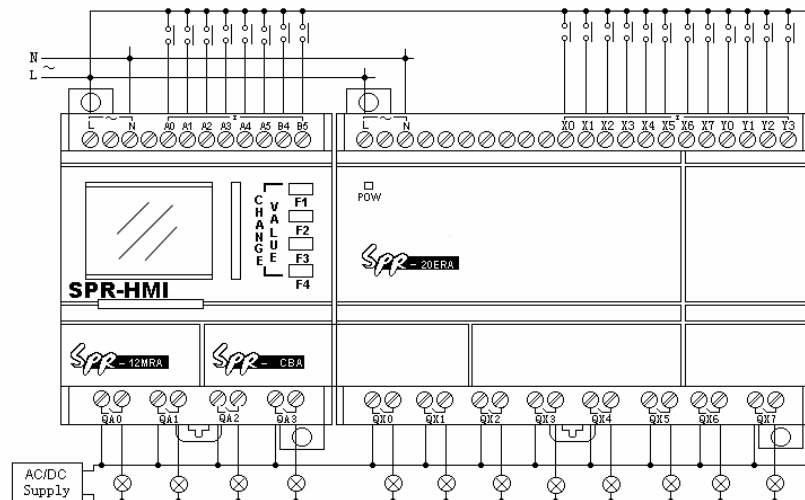 N
~
L
L ~ N A0 A1 A2 A3 A4 A5 B4 B5
I
L ~ N X0 X1 X2 X3 X4 X5 X6 X7 Y0 Y1 Y2 Y3
I
CHANGE
VALUE
F1
F2
F3
F4
POW
SPR - 20ERA
SPR-HMI
SPR - 12MRA
SPR - CBA
QA0 QA1 QA2 QA3 QX0 QX1 QX2 QX3 QX4 QX5 QX6 QX7
AC/DC
Supply